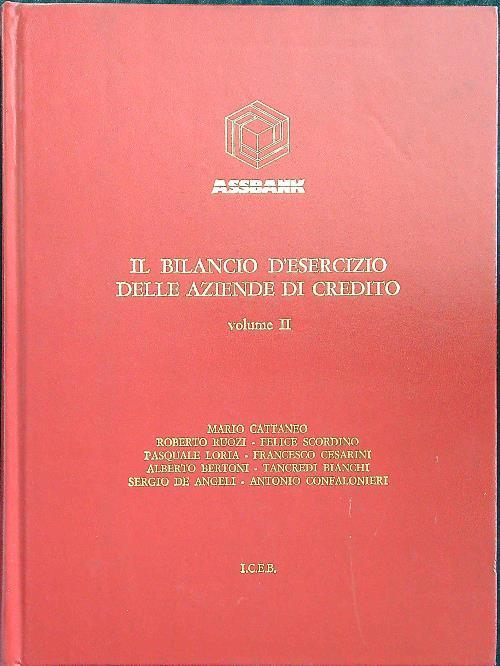 ASSBANK
IL BILANCIO D'ESERCIZIO
DELLE AZIENDE DI CREDITO
volume II
MARIO CATTANEO
ROBERTO RUOZI - FELICE SCORDINO
PASQUALE LORIA - FRANCESCO CESARINI
ALBERTO BERTONI - TANCREDI BIANCHI
SERGIO DE ANGELI - ANTONIO CONFALONIERI
I.C.E.B.